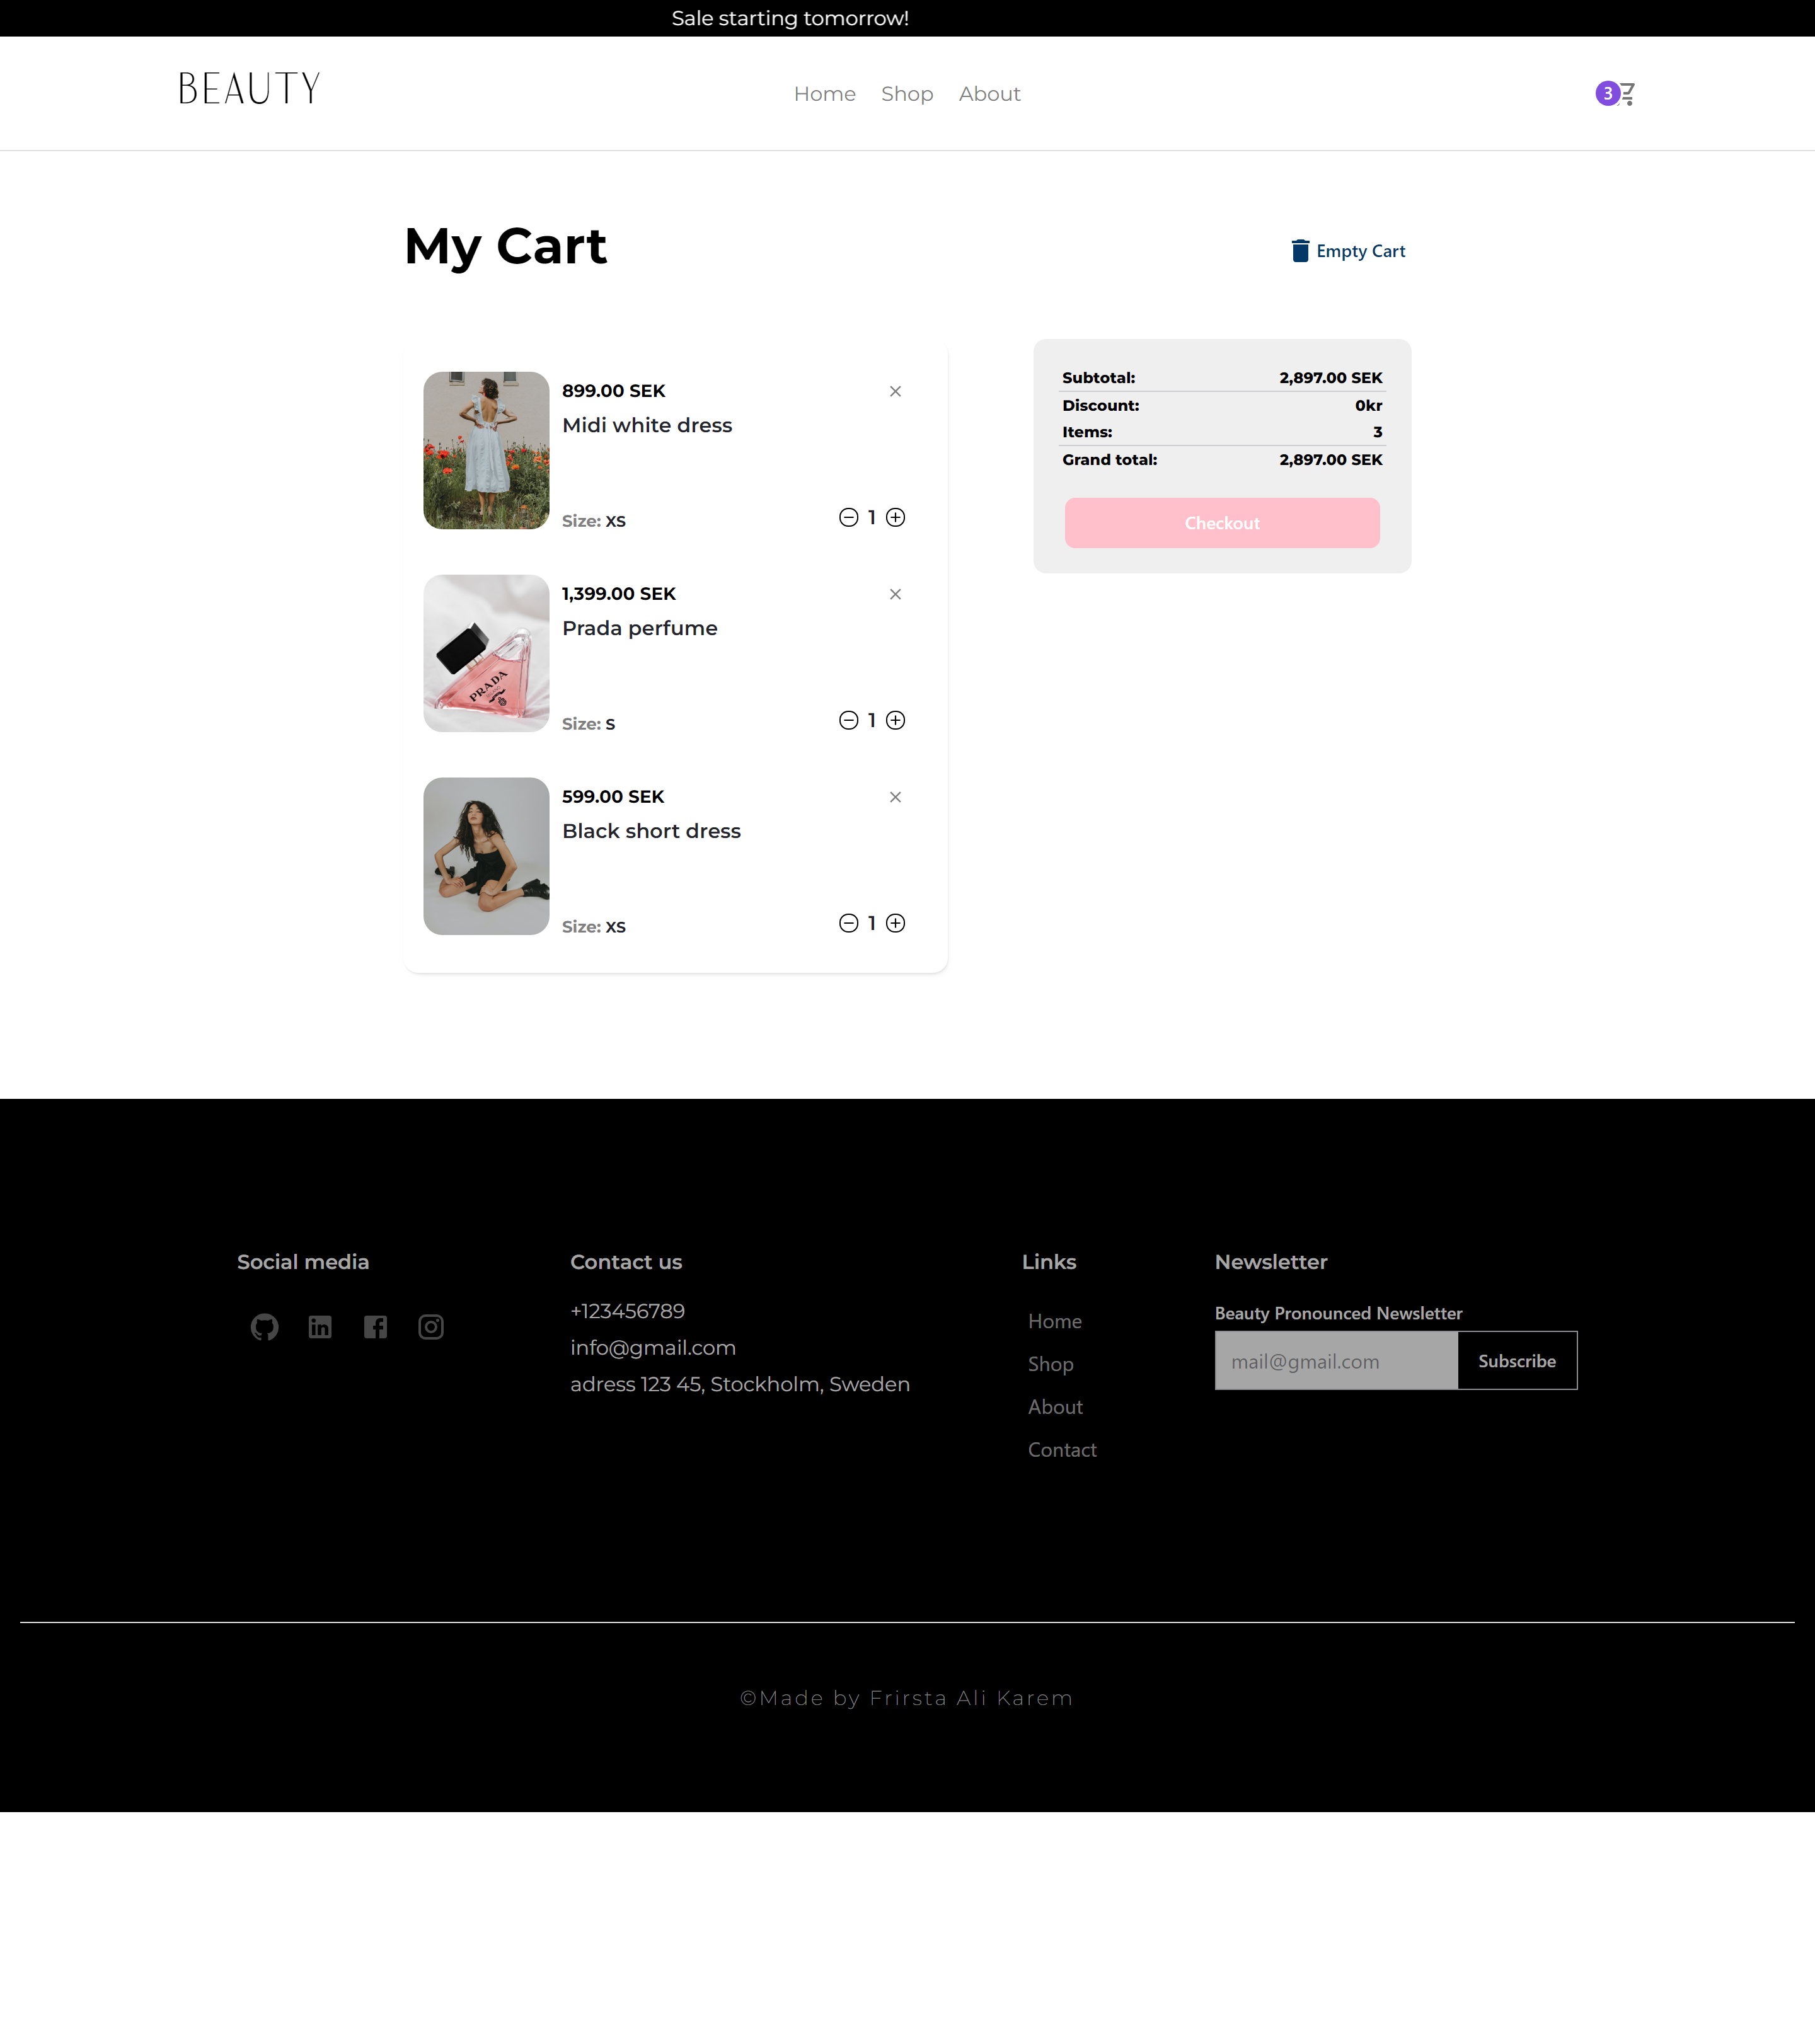 Sale starting tomorrow!
BEAUTY
Home Shop About
3
My Cart
Empty Cart
899.00 SEK
Midi white dress
Size: XS
1
1,399.00 SEK
Prada perfume
PRADA
Size: S
1
599.00 SEK
Black short dress
Size: XS
1
Subtotal: 2,897.00 SEK
Discount: 0kr
Items: 3
Grand total: 2,897.00 SEK
Checkout
Social media
Contact us
+123456789
info@gmail.com
adress 123 45, Stockholm, Sweden
Links
Home
Shop
About
Contact
Newsletter
Beauty Pronounced Newsletter
mail@gmail.com
Subscribe
©Made by Frirsta Ali Karem